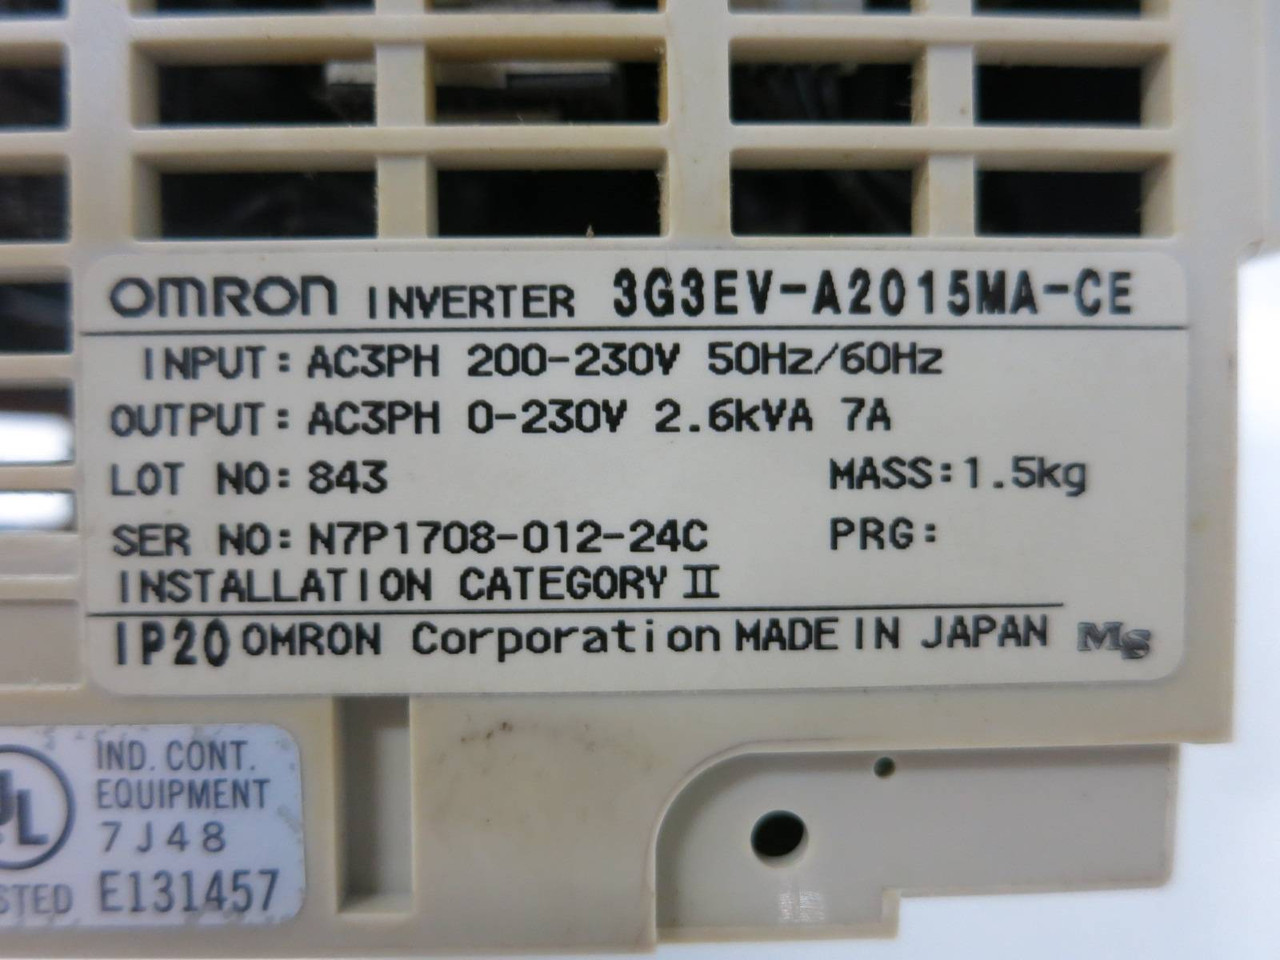 OMRON INVERTER 3G3EV-A2015MA-CE
INPUT: AC3PH 200-230V 50Hz/60Hz
OUTPUT: AC3PH 0-230V 2.6kVA 7A
LOT NO: 843 MASS: 1.5kg
SER NO: N7P1708-012-24C PRG:
INSTALLATION CATEGORY II
IP20 OMRON Corporation MADE IN JAPAN MS
IND. CONT.
EQUIPMENT
UL 7J48
E131457